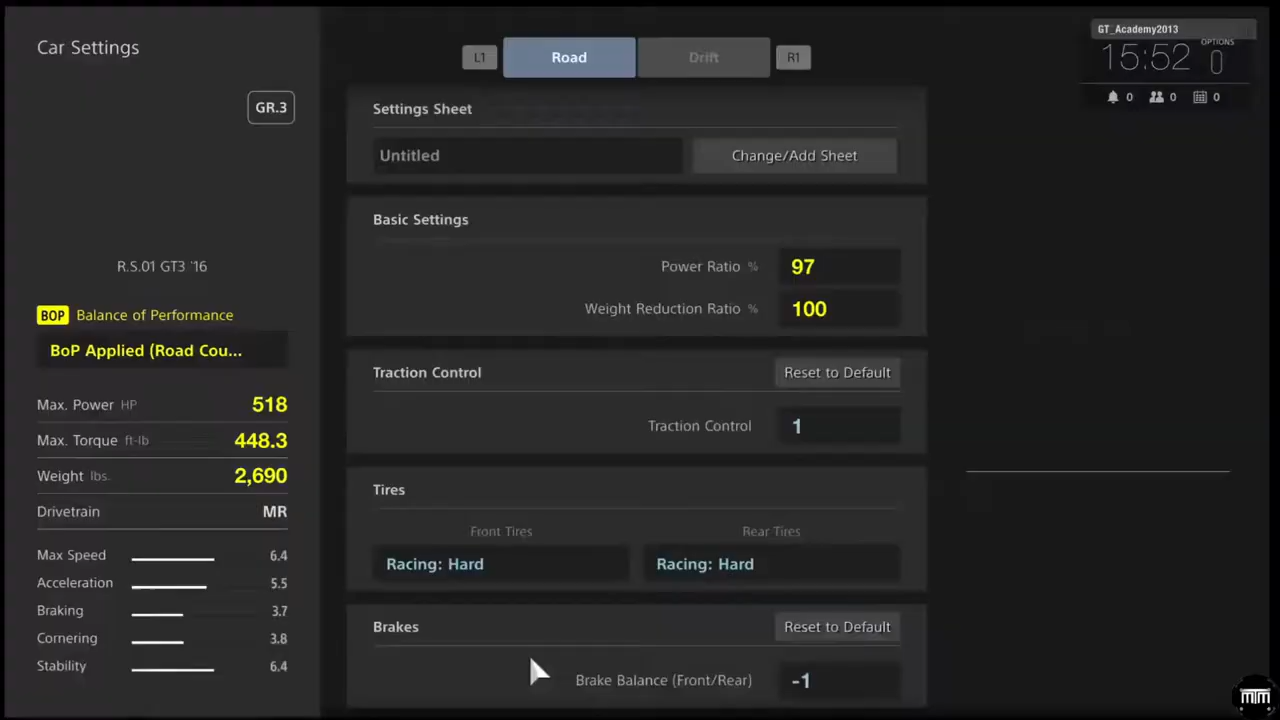 Car Settings
GR.3
R.S.01 GT3 '16
BOP Balance of Performance
BoP Applied (Road Cou...
Max. Power HP 518
Max. Torque ft-lb 448.3
Weight lbs. 2,690
Drivetrain MR
Max Speed 6.4
Acceleration 5.5
Braking 3.7
Cornering 3.8
Stability 6.4
L1 Road Drift R1
Settings Sheet
Untitled Change/Add Sheet
Basic Settings
Power Ratio % 97
Weight Reduction Ratio % 100
Traction Control Reset to Default
Traction Control 1
Tires
Front Tires Rear Tires
Racing: Hard Racing: Hard
Brakes Reset to Default
Brake Balance (Front/Rear) -1
GT_Academy2013
15:52 OPTIONS
0 0 0
MTM